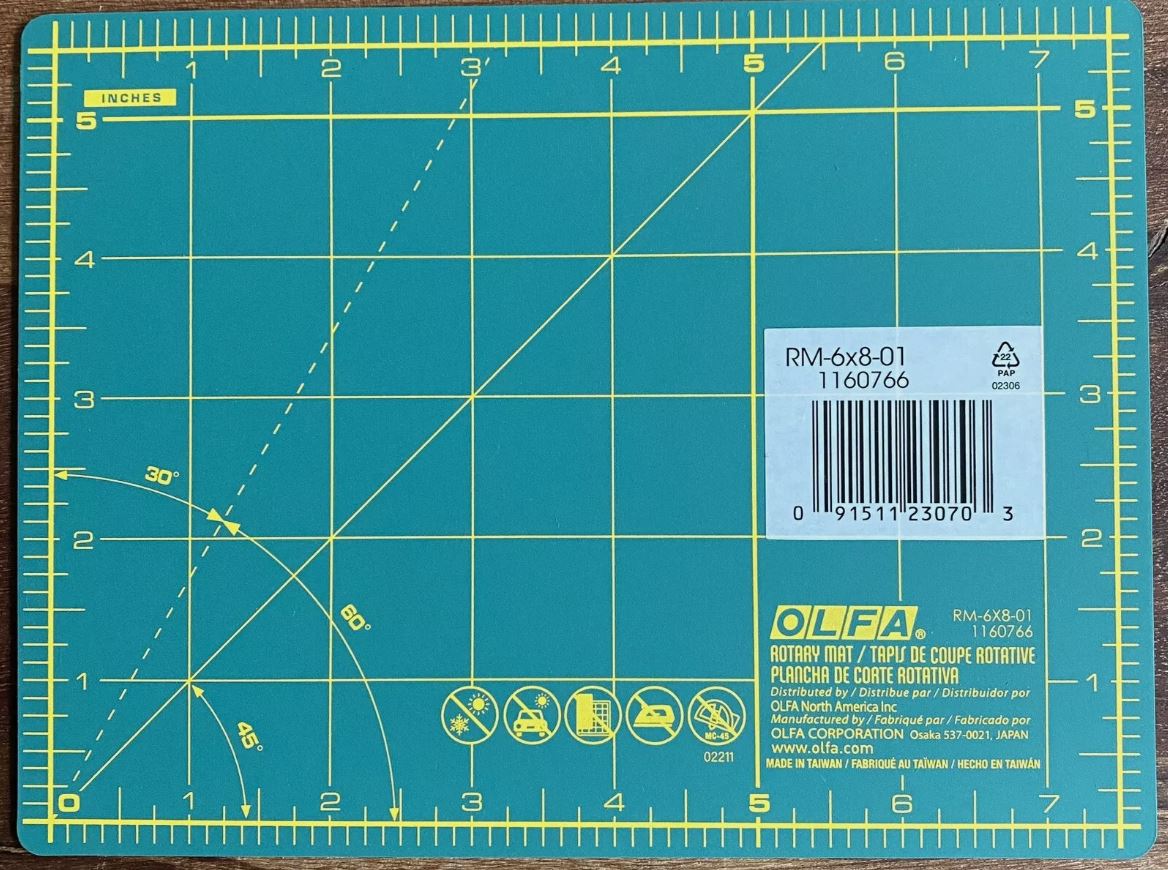 1 2 3 4 5 6 7
INCHES
5 5
4 4
RM-6x8-01
1160766
22
PAP
02306
3 3
0 91511 23070 3
30°
2 2
60°
OLFA®
RM-6X8-01
1160766
ROTARY MAT / TAPIS DE COUPE ROTATIVE
PLANCHA DE CORTE ROTATIVA
1 1
Distributed by / Distribue par / Distribuidor por
OLFA North America Inc
Manufactured by / Fabriqué par / Fabricado por
OLFA CORPORATION Osaka 537-0021, JAPAN
www.olfa.com
MADE IN TAIWAN / FABRIQUÉ AU TAÏWAN / HECHO EN TAIWÁN
45°
MC-45
02211
0 1 2 3 4 5 6 7